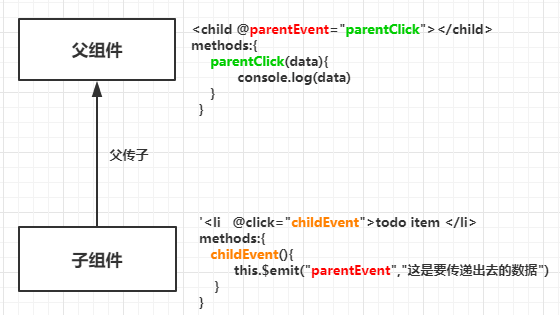 父组件
<child @parentEvent="parentClick"></child>
methods:{
parentClick(data){
console.log(data)
}
}
父传子
子组件
'<li @click="childEvent">todo item </li>
methods:{
childEvent(){
this.$emit("parentEvent","这是要传递出去的数据")
}
}